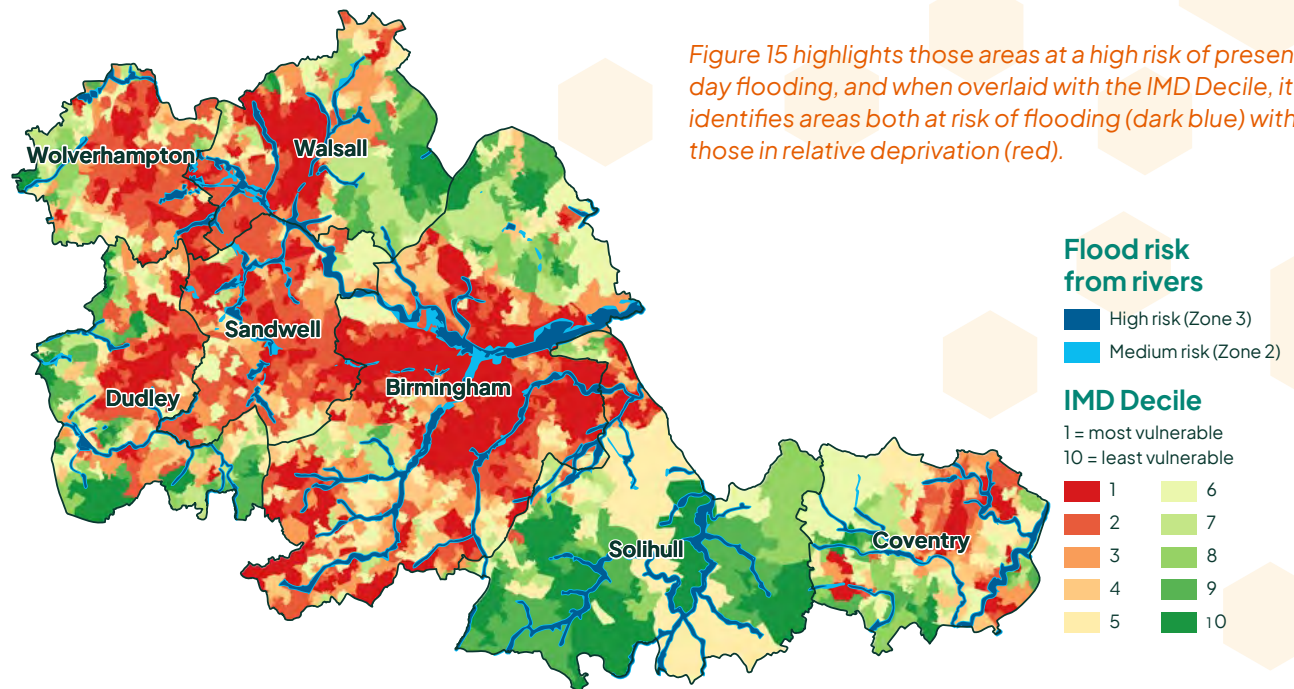 Figure 15 highlights those areas at a high risk of presen
day flooding, and when overlaid with the IMD Decile, it
identifies areas both at risk of flooding (dark blue) with
those in relative deprivation (red).
Wolverhampton
Walsall
Sandwell
Dudley
Birmingham
Solihull
Coventry
Flood risk
from rivers
High risk (Zone 3)
Medium risk (Zone 2)
IMD Decile
1 = most vulnerable
10 = least vulnerable
1 6
2 7
3 8
4 9
5 10